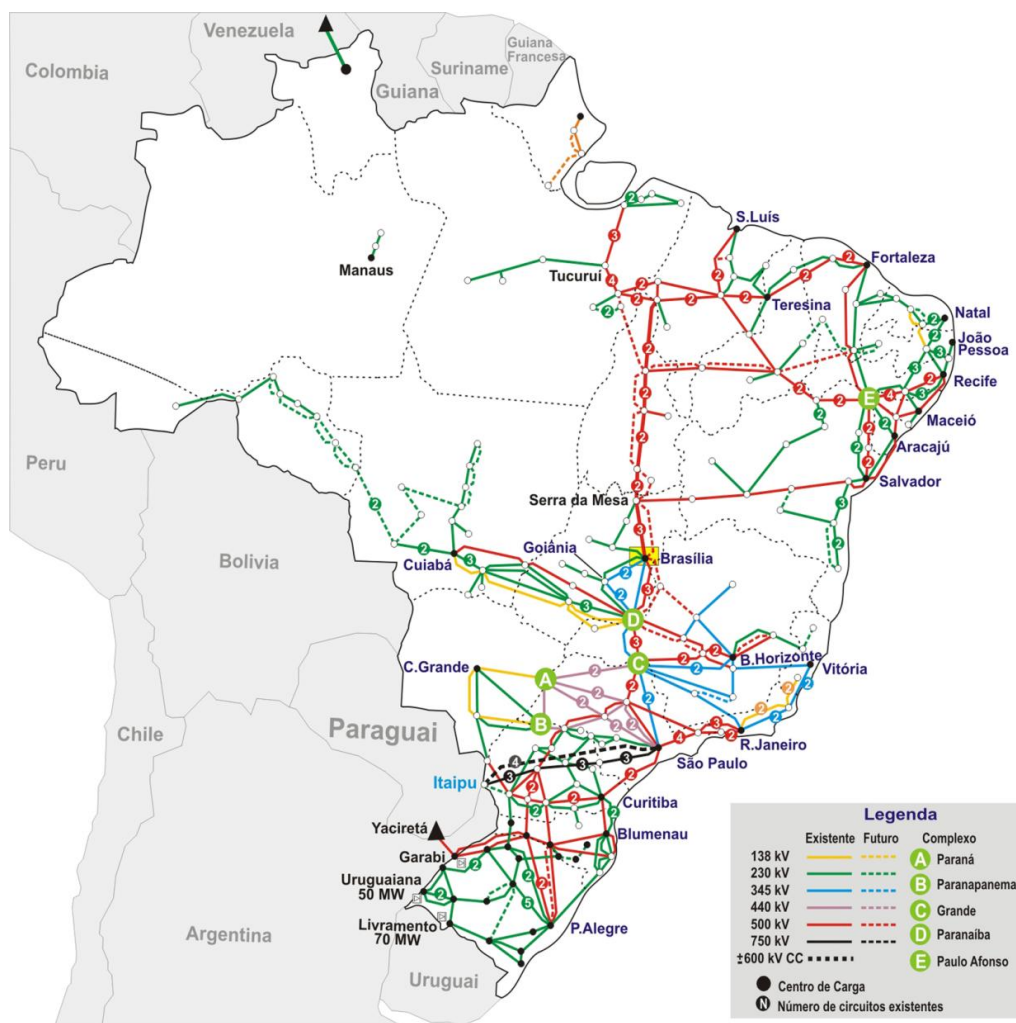 Venezuela
Guiana
Francesa
Colombia
Suriname
Guiana
S.Luís
Manaus
Tucuruí
Fortaleza
Teresina
Natal
João
Pessoa
Recife
Maceió
Aracajú
Salvador
Peru
Serra da Mesa
Bolivia
Goiânia
Brasília
Cuiabá
C.Grande
B.Horizonte
Vitória
Paraguai
Chile
R.Janeiro
São Paulo
Itaipu
Curitiba
Yaciretá
Blumenau
Garabi
Uruguaiana
50 MW
Livramento
70 MW
P.Alegre
Argentina
Uruguai
A
B
C
D
E
2
3
4
5
Legenda
Existente Futuro Complexo
138 kV A Paraná
230 kV B Paranapanema
345 kV
440 kV C Grande
500 kV D Paranaíba
750 kV
±600 kV CC E Paulo Afonso
Centro de Carga
N Número de circuitos existentes